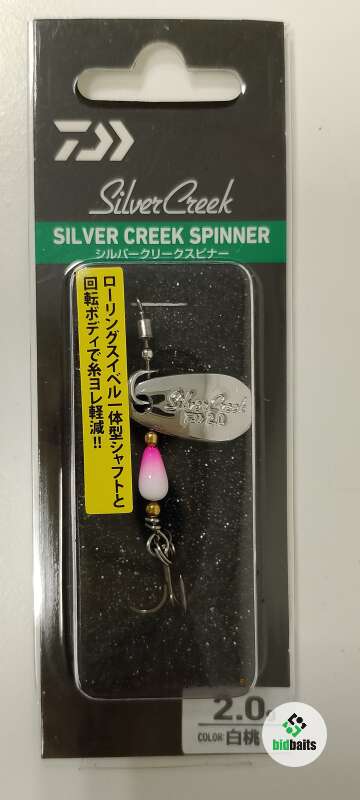 Silver Creek
SILVER CREEK SPINNER
シルバークリークスピナー
ローリングスイベル一体型シャフトと
回転ボディで糸ヨレ軽減!!
Silver Creek
2.0
2.0g
COLOR: 白桃
bidbaits